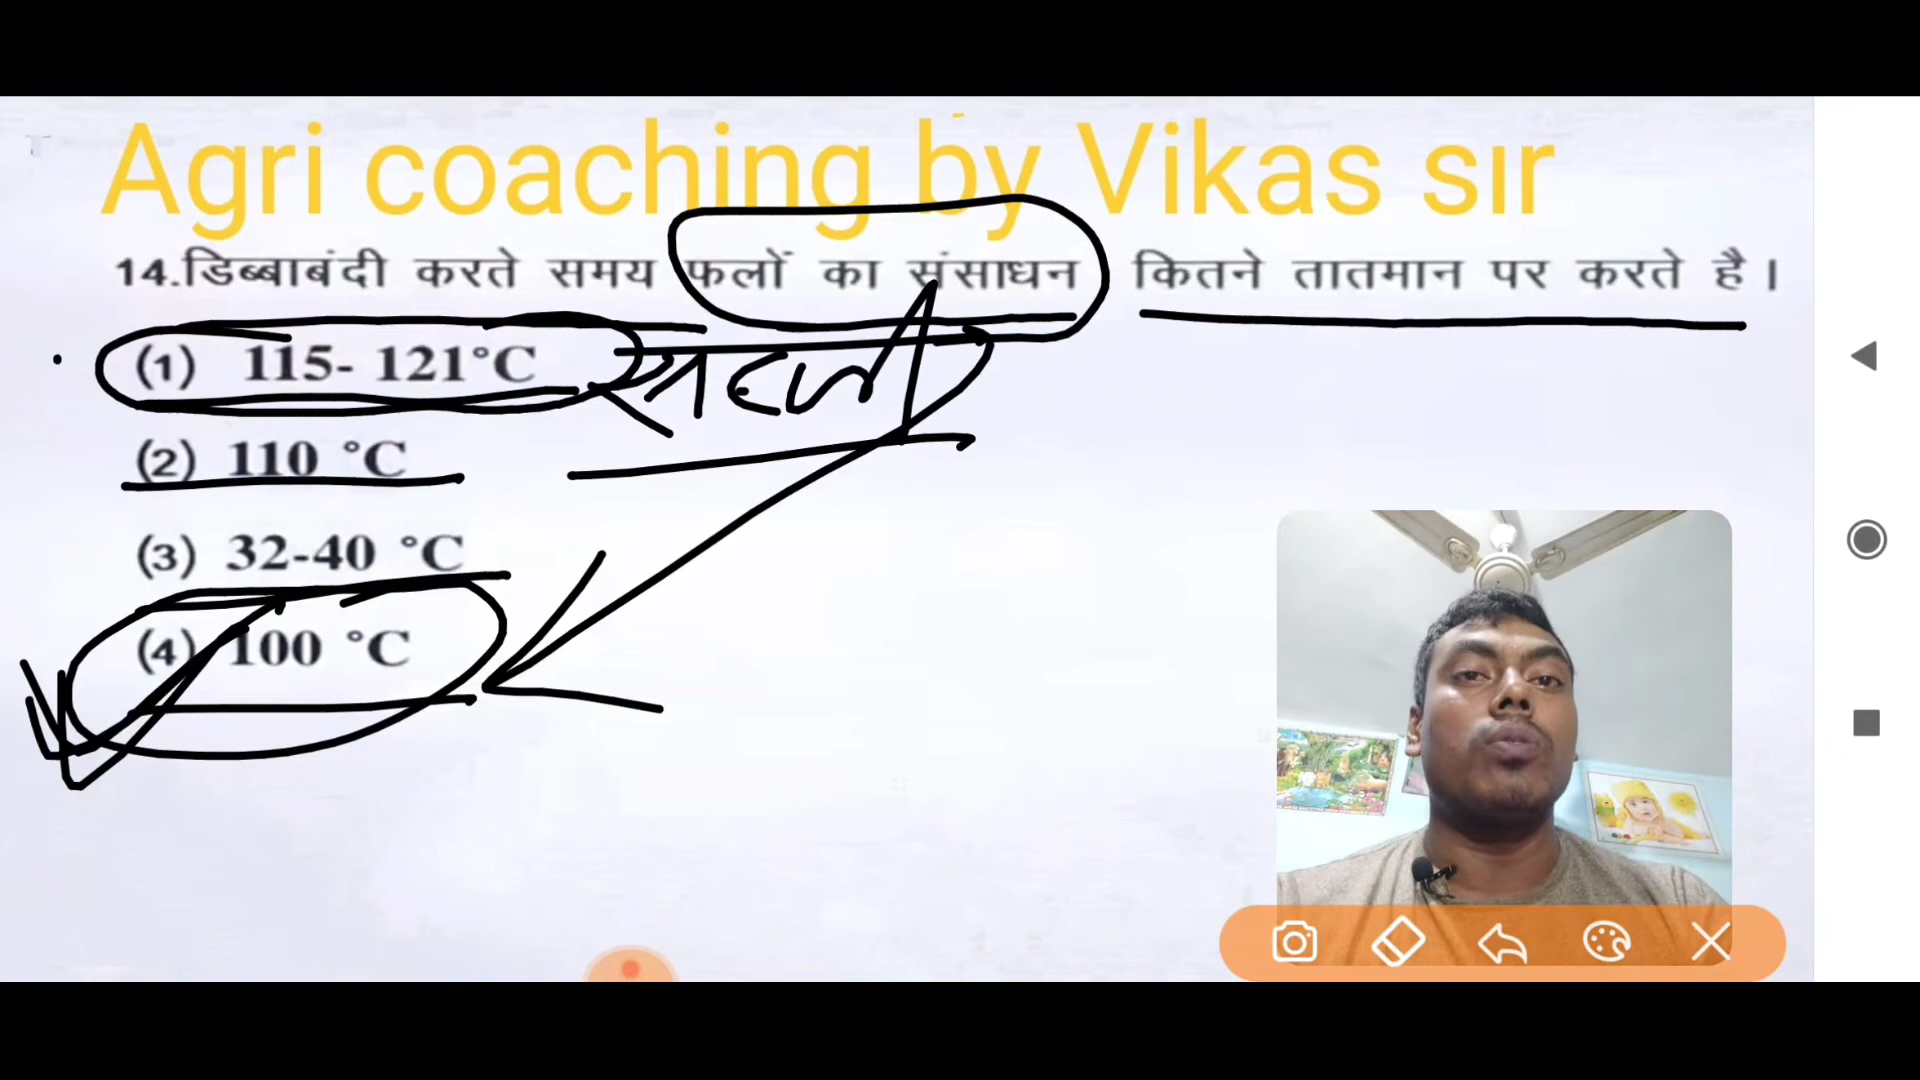 Agri coaching by Vikas sır
14.डिब्बाबंदी करते समय फलों का संसाधन कितने तातमान पर करते है ।
(1) 115- 121°C
सब्जी
(2) 110 °C
(3) 32-40 °C
(4) 100 °C